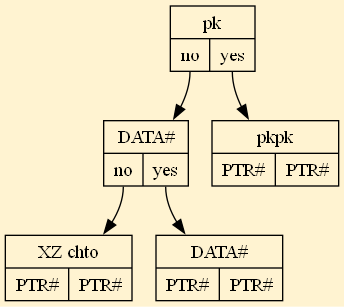 pk
no yes
DATA# pkpk
no yes PTR# PTR#
XZ chto DATA#
PTR# PTR# PTR# PTR#